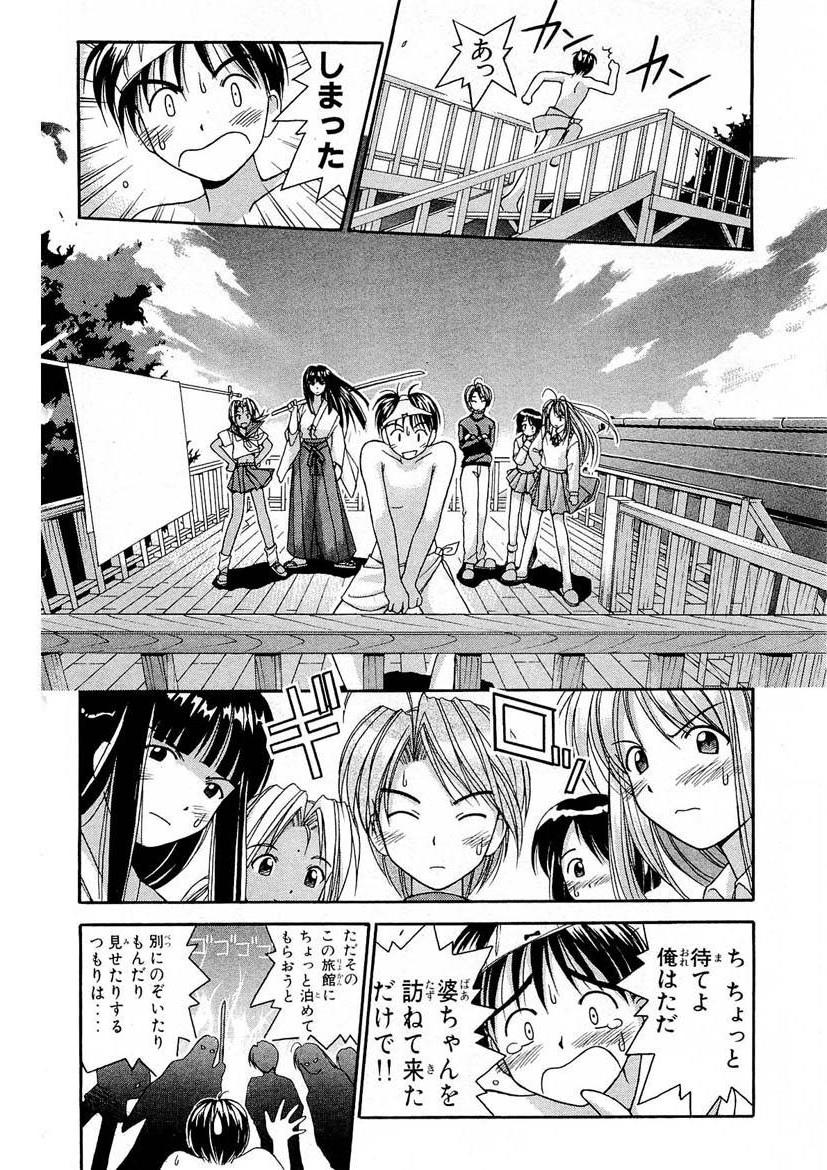 カン
カン
あっ
しまった
ギ
ロッ
ち ちょっと
待てよ
俺はただ
婆ちゃんを
訪ねて来た
だけで!!
ただその
この旅館に
ちょっと泊めて
もらおうと
ゴゴゴゴ
別にのぞいたり
もんだり
見せたりする
つもりは‥‥